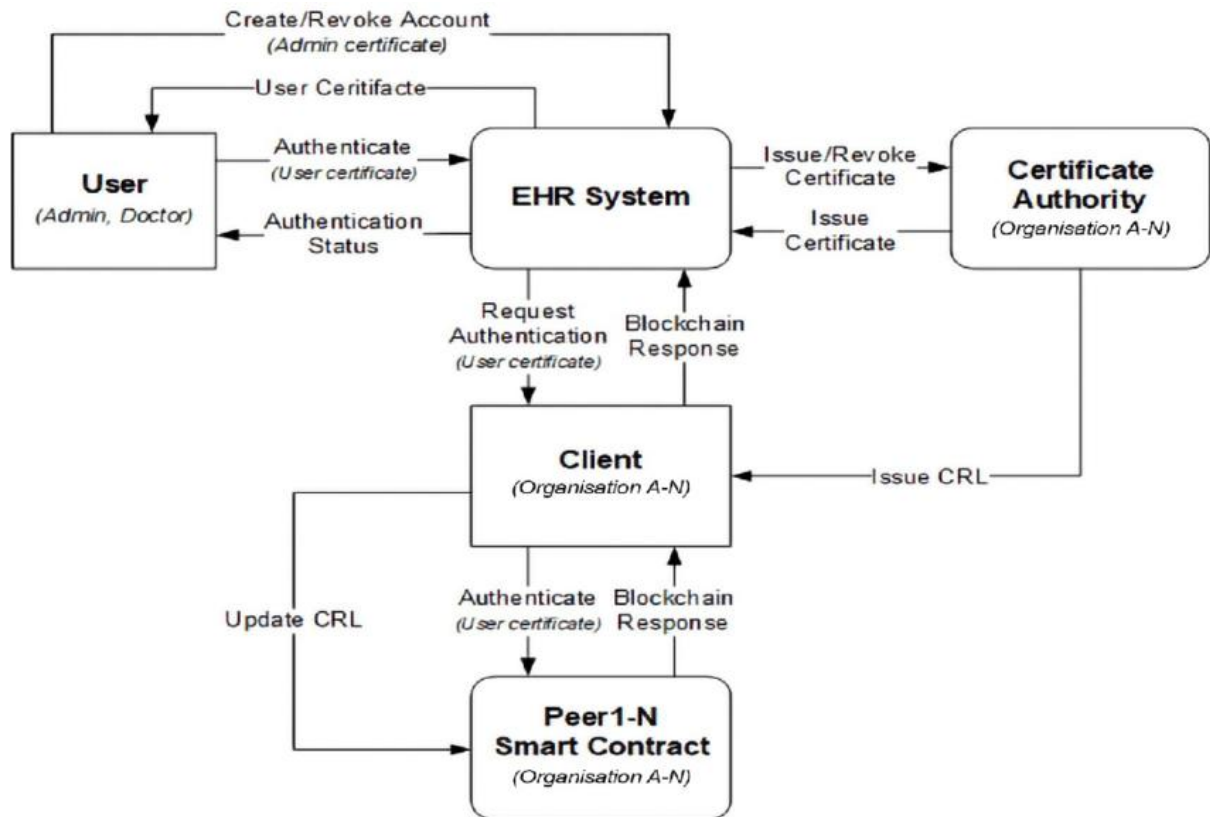 Create/Revoke Account
(Admin certificate)
User Ceritifacte
Authenticate
(User certificate)
User
(Admin, Doctor)
Authentication
Status
EHR System
Issue/Revoke
Certificate
Issue
Certificate
Certificate
Authority
(Organisation A-N)
Request
Authentication
(User certificate)
Blockchain
Response
Client
(Organisation A-N)
Issue CRL
Update CRL
Authenticate
(User certificate)
Blockchain
Response
Peer1-N
Smart Contract
(Organisation A-N)